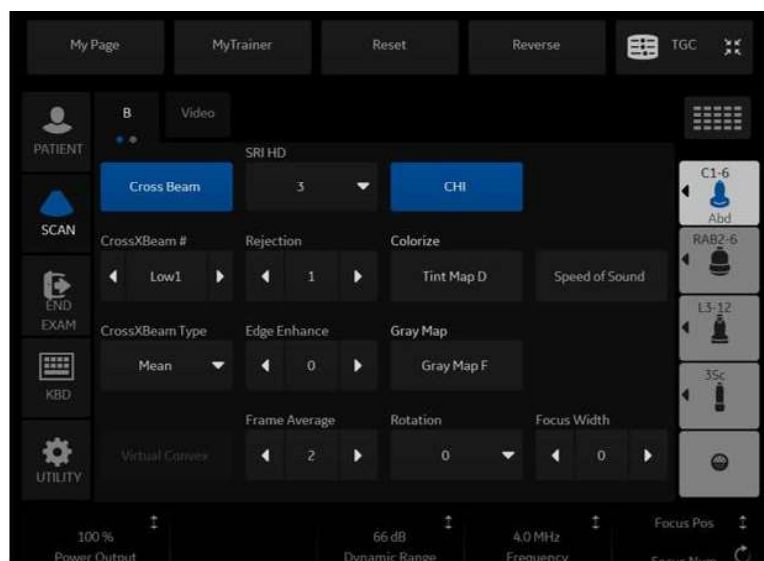 My Page MyTrainer Reset Reverse TGC
B Video
PATIENT
SRI HD
Cross Beam 3 CHI
C1-6
Abd
SCAN
CrossXBeam # Rejection Colorize
RAB2-6
Low1 1 Tint Map D Speed of Sound
END
EXAM
CrossXBeam Type Edge Enhance Gray Map
L3-12
Mean 0 Gray Map F
KBD
3Sc
Frame Average Rotation Focus Width
Virtual Convex 2 0 0
UTILITY
100 % 66 dB 4.0 MHz Focus Pos
Power Output Dynamic Range Frequency Focus Num